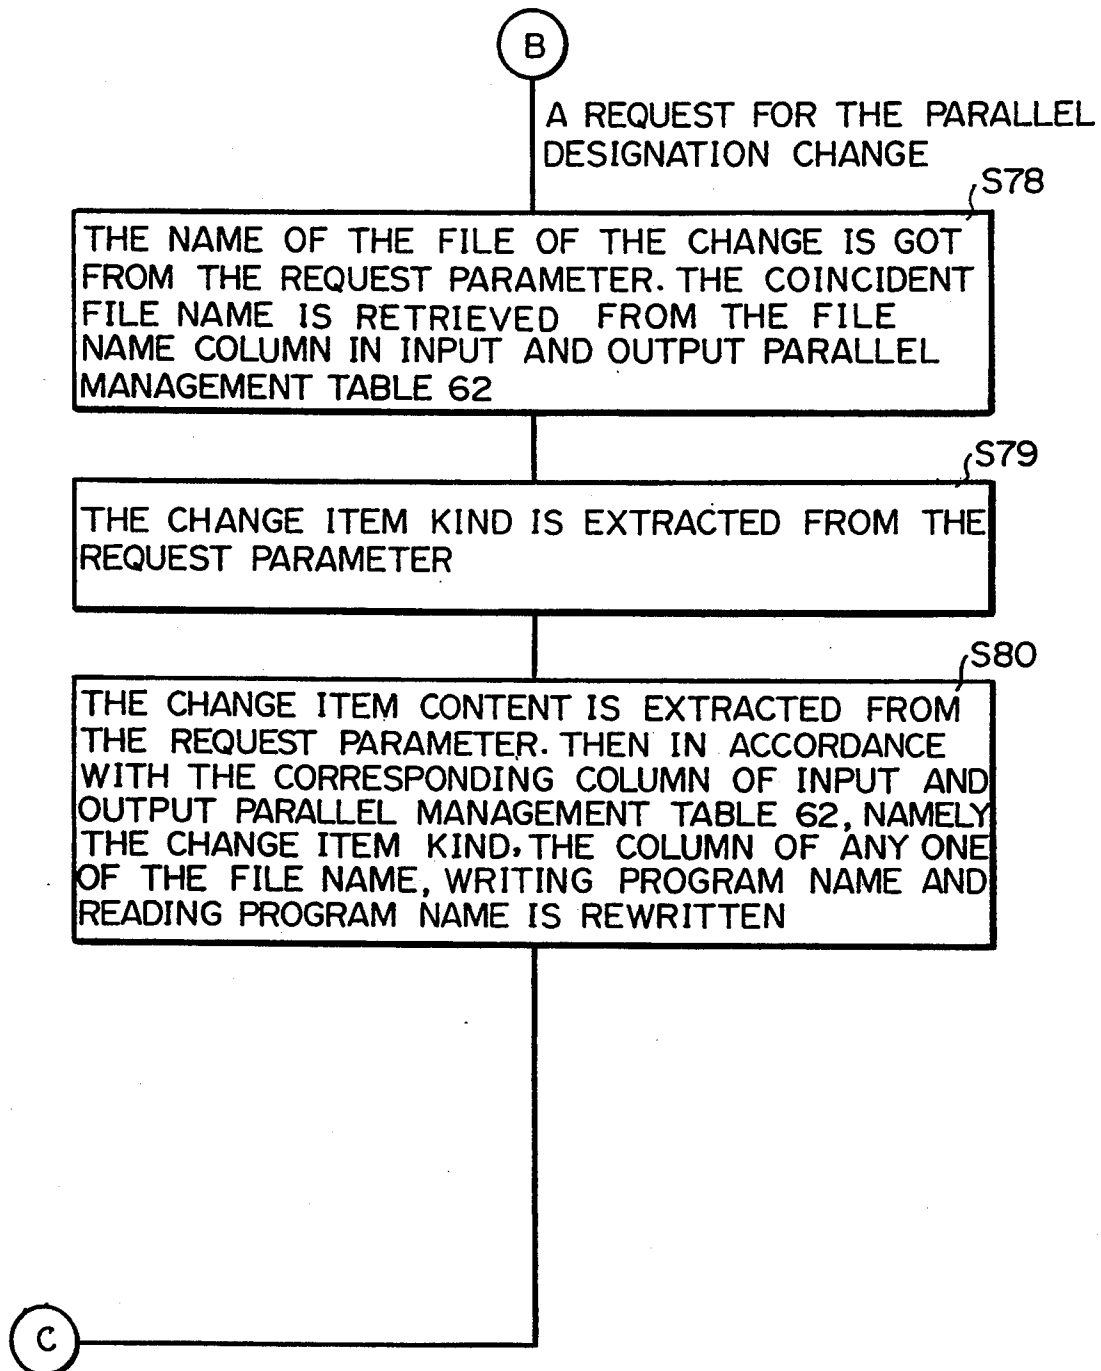 B
A REQUEST FOR THE PARALLEL
DESIGNATION CHANGE
S78
THE NAME OF THE FILE OF THE CHANGE IS GOT
FROM THE REQUEST PARAMETER. THE COINCIDENT
FILE NAME IS RETRIEVED FROM THE FILE
NAME COLUMN IN INPUT AND OUTPUT PARALLEL
MANAGEMENT TABLE 62
S79
THE CHANGE ITEM KIND IS EXTRACTED FROM THE
REQUEST PARAMETER
S80
THE CHANGE ITEM CONTENT IS EXTRACTED FROM
THE REQUEST PARAMETER. THEN IN ACCORDANCE
WITH THE CORRESPONDING COLUMN OF INPUT AND
OUTPUT PARALLEL MANAGEMENT TABLE 62, NAMELY
THE CHANGE ITEM KIND, THE COLUMN OF ANY ONE
OF THE FILE NAME, WRITING PROGRAM NAME AND
READING PROGRAM NAME IS REWRITTEN
C